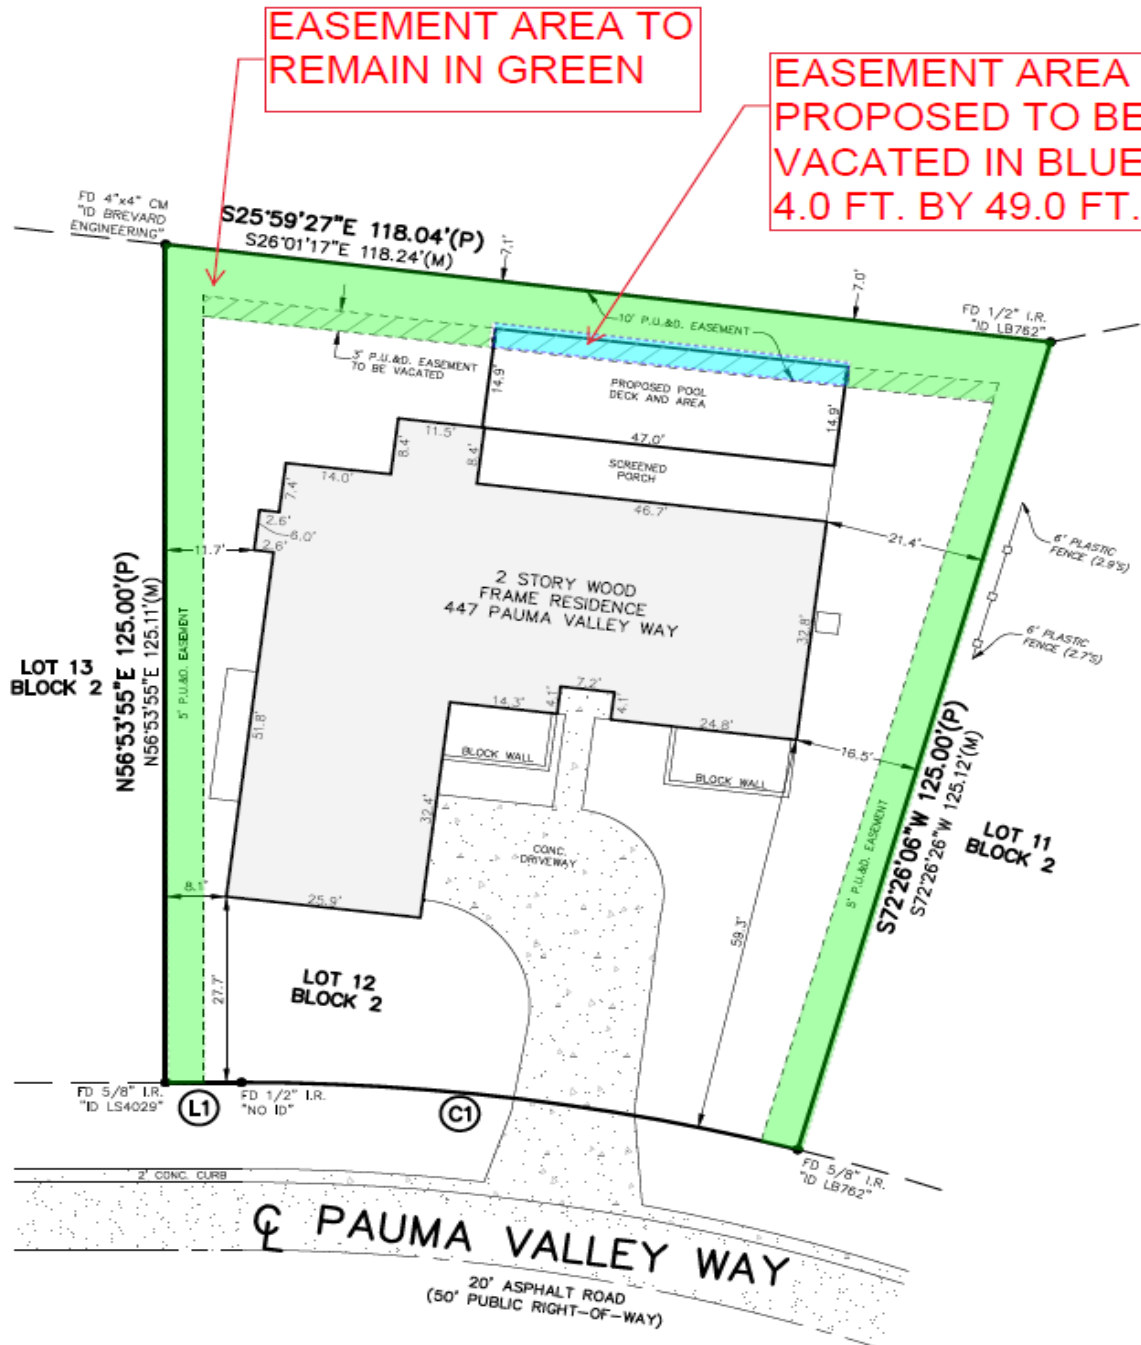 EASEMENT AREA TO
REMAIN IN GREEN
EASEMENT AREA
PROPOSED TO BE
VACATED IN BLUE
4.0 FT. BY 49.0 FT.
FD 4"x4" CM
"ID BREVARD
ENGINEERING"
S25°59'27"E 118.04'(P)
S26°01'17"E 118.24'(M)
7.1'
7.0'
FD 1/2" I.R.
"ID LB762"
10' P.U.&D. EASEMENT
3' P.U.&D. EASEMENT
TO BE VACATED
14.9'
PROPOSED POOL
DECK AND AREA
14.9'
47.0'
11.5'
8.4'
8.4'
SCREENED
PORCH
46.7'
14.0'
7.4'
2.6'
6.0'
2.6'
11.7'
21.4'
6' PLASTIC
FENCE (2.9'S)
6' PLASTIC
FENCE (2.7'S)
2 STORY WOOD
FRAME RESIDENCE
447 PAUMA VALLEY WAY
32.8'
N56°53'55"E 125.00'(P)
N56°53'55"E 125.11'(M)
5' P.U.&D. EASEMENT
LOT 13
BLOCK 2
51.8'
7.2'
14.3'
4.1'
4.1'
24.8'
BLOCK WALL
BLOCK WALL
16.5'
32.4'
CONC.
DRIVEWAY
5' P.U.&D. EASEMENT
S72°26'06"W 125.00'(P)
S72°26'26"W 125.12'(M)
LOT 11
BLOCK 2
8.1'
25.9'
59.3'
27.7'
LOT 12
BLOCK 2
FD 5/8" I.R.
"ID LS4029"
L1
FD 1/2" I.R.
"NO ID"
C1
FD 5/8" I.R.
"ID LB762"
2' CONC. CURB
CL PAUMA VALLEY WAY
20' ASPHALT ROAD
(50' PUBLIC RIGHT-OF-WAY)